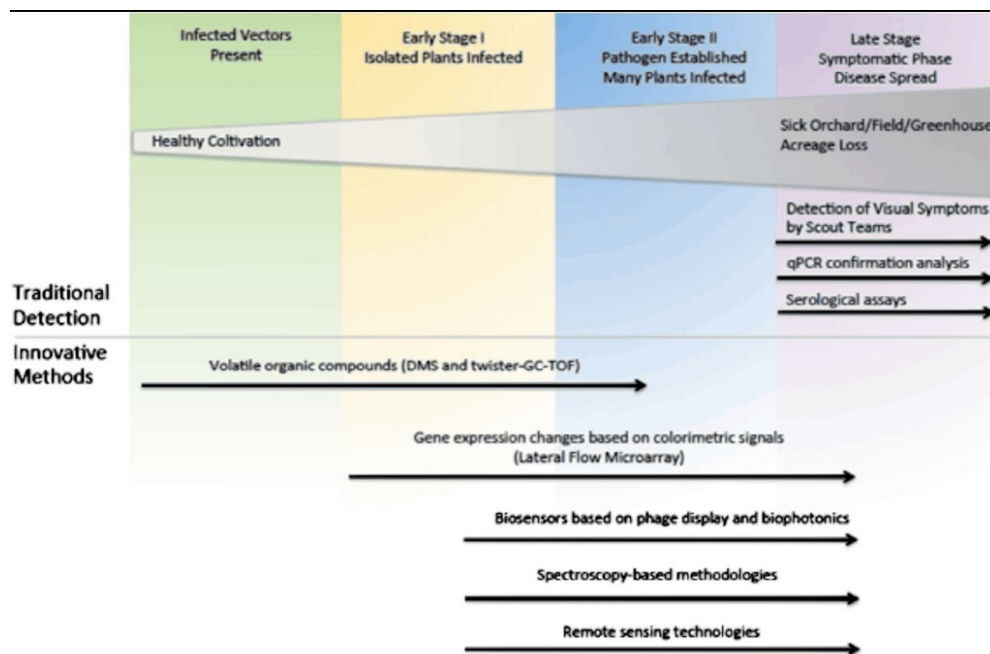 Infected Vectors
Present
Early Stage I
Isolated Plants Infected
Early Stage II
Pathogen Established
Many Plants Infected
Late Stage
Symptomatic Phase
Disease Spread
Healthy Coltivation
Sick Orchard/Field/Greenhouse
Acreage Loss
Detection of Visual Symptoms
by Scout Teams
qPCR confirmation analysis
Serological assays
Traditional
Detection
Innovative
Methods
Volatile organic compounds (DMS and twister-GC-TOF)
Gene expression changes based on colorimetric signals
(Lateral Flow Microarray)
Biosensors based on phage display and biophotonics
Spectroscopy-based methodologies
Remote sensing technologies